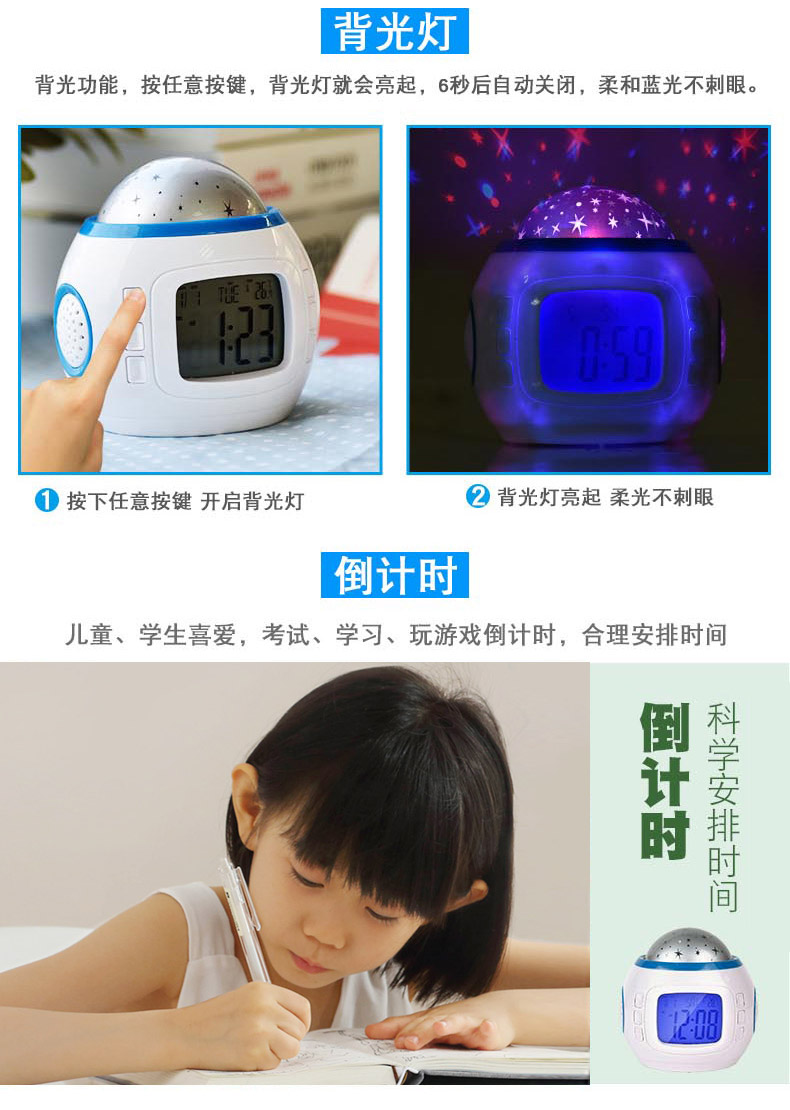 背光灯
背光功能，按任意按键，背光灯就会亮起，6秒后自动关闭，柔和蓝光不刺眼。
TUE 26.
1:23
0:59
1 按下任意按键 开启背光灯
2 背光灯亮起 柔光不刺眼
倒计时
儿童、学生喜爱，考试、学习、玩游戏倒计时，合理安排时间
科学安排时间
倒计时
12:08